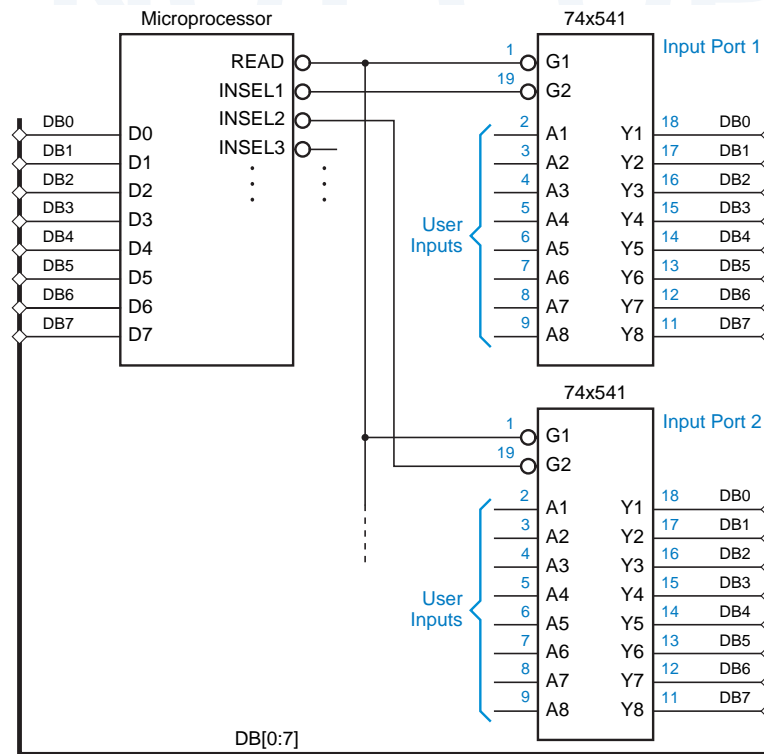 Microprocessor
READ
INSEL1
INSEL2
INSEL3
DB0
DB1
DB2
DB3
DB4
DB5
DB6
DB7
D0
D1
D2
D3
D4
D5
D6
D7
74x541
Input Port 1
1
19
G1
G2
User
Inputs
2 A1 Y1 18 DB0
3 A2 Y2 17 DB1
4 A3 Y3 16 DB2
5 A4 Y4 15 DB3
6 A5 Y5 14 DB4
7 A6 Y6 13 DB5
8 A7 Y7 12 DB6
9 A8 Y8 11 DB7
74x541
Input Port 2
1
19
G1
G2
User
Inputs
2 A1 Y1 18 DB0
3 A2 Y2 17 DB1
4 A3 Y3 16 DB2
5 A4 Y4 15 DB3
6 A5 Y5 14 DB4
7 A6 Y6 13 DB5
8 A7 Y7 12 DB6
9 A8 Y8 11 DB7
DB[0:7]